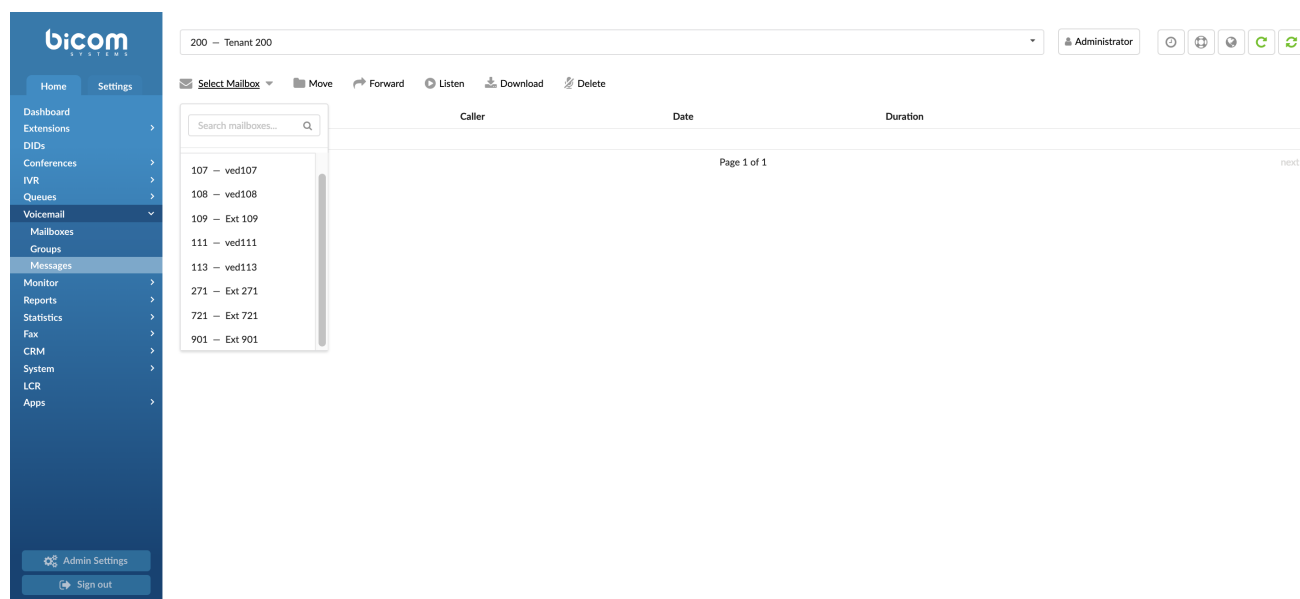 bicom
SYSTEMS
200 — Tenant 200
Administrator
Home Settings
Select Mailbox Move Forward Listen Download Delete
Dashboard
Extensions
DIDs
Conferences
IVR
Queues
Voicemail
Mailboxes
Groups
Messages
Monitor
Reports
Statistics
Fax
CRM
System
LCR
Apps
Admin Settings
Sign out
Search mailboxes...
107 — ved107
108 — ved108
109 — Ext 109
111 — ved111
113 — ved113
271 — Ext 271
721 — Ext 721
901 — Ext 901
Caller Date Duration
Page 1 of 1
next